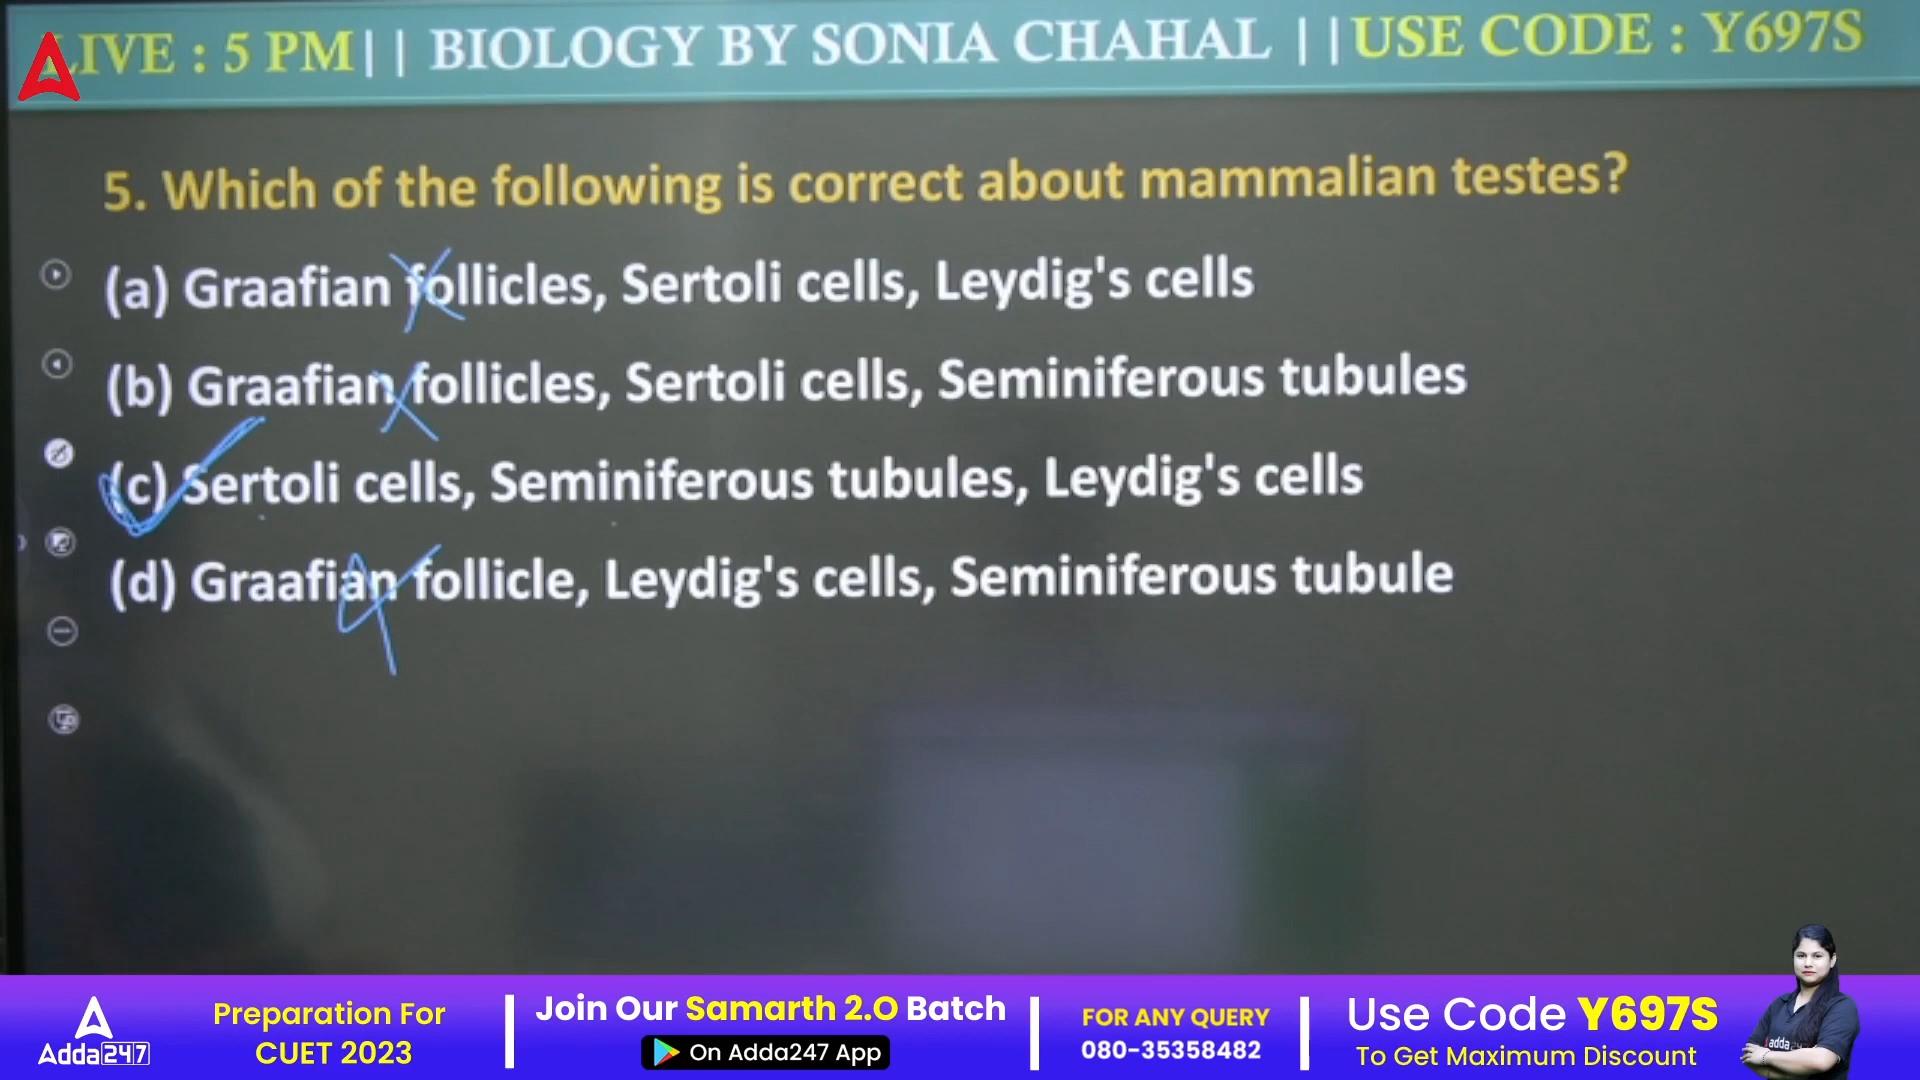 LIVE : 5 PM || BIOLOGY BY SONIA CHAHAL || USE CODE : Y697S
5. Which of the following is correct about mammalian testes?
(a) Graafian follicles, Sertoli cells, Leydig's cells
(b) Graafian follicles, Sertoli cells, Seminiferous tubules
(c) Sertoli cells, Seminiferous tubules, Leydig's cells
(d) Graafian follicle, Leydig's cells, Seminiferous tubule
Adda247
Preparation For
CUET 2023
Join Our Samarth 2.O Batch
On Adda247 App
FOR ANY QUERY
080-35358482
Use Code Y697S
To Get Maximum Discount
adda247